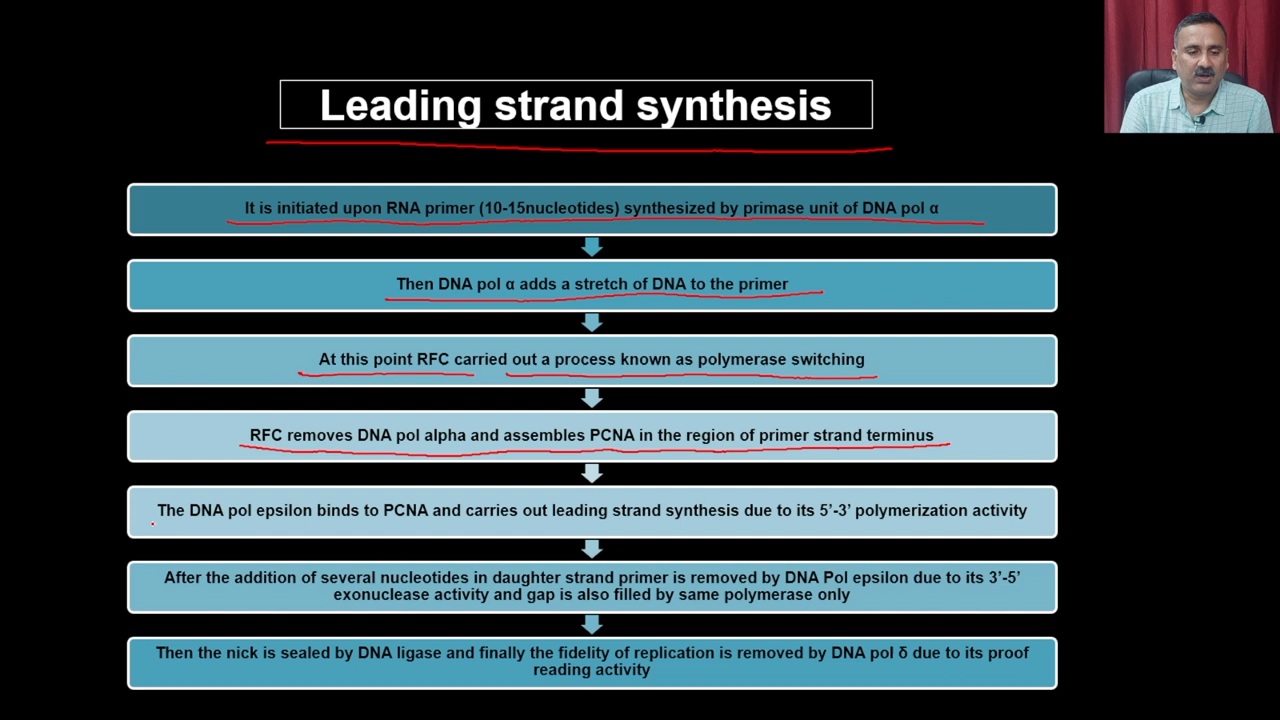 Leading strand synthesis
It is initiated upon RNA primer (10-15nucleotides) synthesized by primase unit of DNA pol α
Then DNA pol α adds a stretch of DNA to the primer
At this point RFC carried out a process known as polymerase switching
RFC removes DNA pol alpha and assembles PCNA in the region of primer strand terminus
The DNA pol epsilon binds to PCNA and carries out leading strand synthesis due to its 5’-3’ polymerization activity
After the addition of several nucleotides in daughter strand primer is removed by DNA Pol epsilon due to its 3’-5’
exonuclease activity and gap is also filled by same polymerase only
Then the nick is sealed by DNA ligase and finally the fidelity of replication is removed by DNA pol δ due to its proof
reading activity